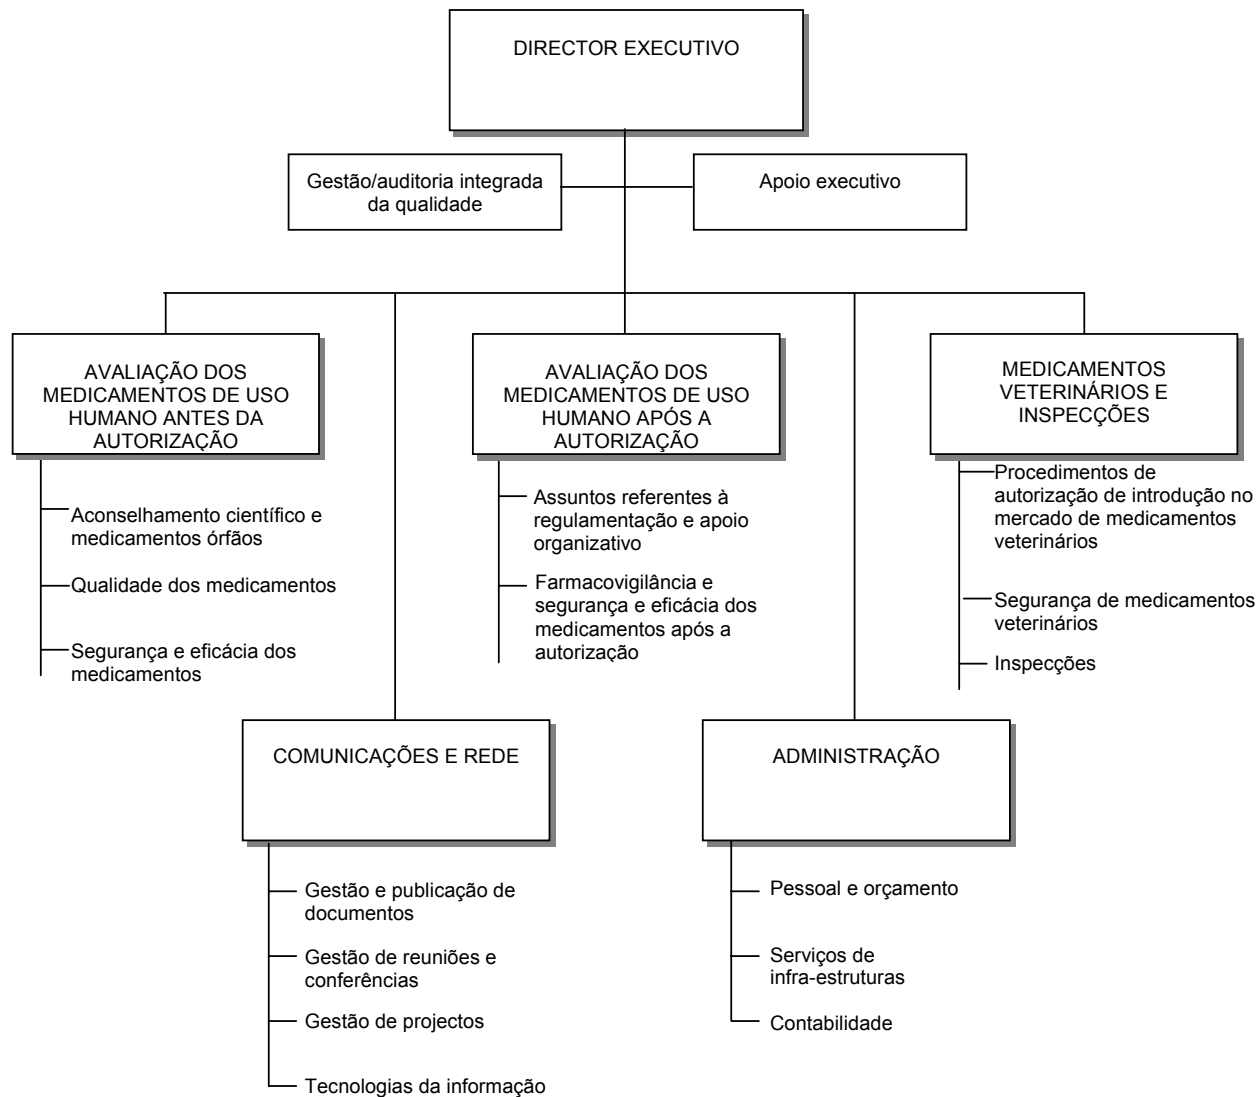 DIRECTOR EXECUTIVO
Gestão/auditoria integrada
da qualidade
Apoio executivo
AVALIAÇÃO DOS
MEDICAMENTOS DE USO
HUMANO ANTES DA
AUTORIZAÇÃO
Aconselhamento científico e
medicamentos órfãos
Qualidade dos medicamentos
Segurança e eficácia dos
medicamentos
AVALIAÇÃO DOS
MEDICAMENTOS DE USO
HUMANO APÓS A
AUTORIZAÇÃO
Assuntos referentes à
regulamentação e apoio
organizativo
Farmacovigilância e
segurança e eficácia dos
medicamentos após a
autorização
MEDICAMENTOS
VETERINÁRIOS E
INSPECÇÕES
Procedimentos de
autorização de introdução no
mercado de medicamentos
veterinários
Segurança de medicamentos
veterinários
Inspecções
COMUNICAÇÕES E REDE
Gestão e publicação de
documentos
Gestão de reuniões e
conferências
Gestão de projectos
Tecnologias da informação
ADMINISTRAÇÃO
Pessoal e orçamento
Serviços de
infra-estruturas
Contabilidade